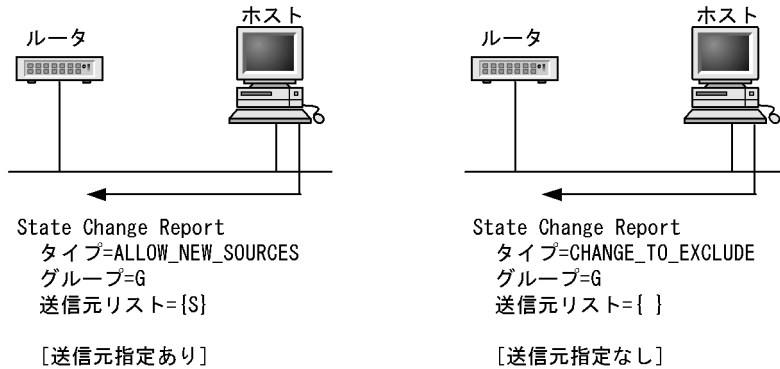 ホスト
ルータ
State Change Report
タイプ=ALLOW_NEW_SOURCES
グループ=G
送信元リスト={S}
[送信元指定あり]
ホスト
ルータ
State Change Report
タイプ=CHANGE_TO_EXCLUDE
グループ=G
送信元リスト={ }
[送信元指定なし]